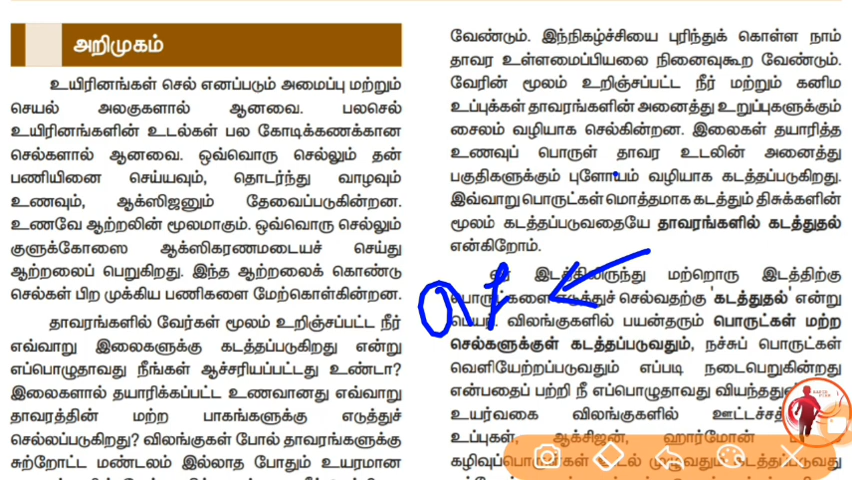 அறிமுகம்
உயிரினங்கள் செல் எனப்படும் அமைப்பு மற்றும்
செயல் அலகுகளால் ஆனவை. பலசெல்
உயிரினங்களின் உடல்கள் பல கோடிக்கணக்கான
செல்களால் ஆனவை. ஒவ்வொரு செல்லும் தன்
பணியினை செய்யவும், தொடர்ந்து வாழவும்
உணவும், ஆக்ஸிஜனும் தேவைப்படுகின்றன.
உணவே ஆற்றலின் மூலமாகும். ஒவ்வொரு செல்லும்
குளுக்கோஸை ஆக்ஸிகரணமடையச் செய்து
ஆற்றலைப் பெறுகிறது. இந்த ஆற்றலைக் கொண்டு
செல்கள் பிற முக்கிய பணிகளை மேற்கொள்கின்றன.
தாவரங்களில் வேர்கள் மூலம் உறிஞ்சப்பட்ட நீர்
எவ்வாறு இலைகளுக்கு கடத்தப்படுகிறது என்று
எப்பொழுதாவது நீங்கள் ஆச்சரியப்பட்டது உண்டா?
இலைகளால் தயாரிக்கப்பட்ட உணவானது எவ்வாறு
தாவரத்தின் மற்ற பாகங்களுக்கு எடுத்துச்
செல்லப்படுகிறது? விலங்குகள் போல் தாவரங்களுக்கு
சுற்றோட்ட மண்டலம் இல்லாத போதும் உயரமான
வேண்டும். இந்நிகழ்ச்சியை புரிந்துக் கொள்ள நாம்
தாவர உள்ளமைப்பியலை நினைவுகூற வேண்டும்.
வேரின் மூலம் உறிஞ்சப்பட்ட நீர் மற்றும் கனிம
உப்புக்கள் தாவரங்களின் அனைத்து உறுப்புகளுக்கும்
சைலம் வழியாக செல்கின்றன. இலைகள் தயாரித்த
உணவுப் பொருள் தாவர உடலின் அனைத்து
பகுதிகளுக்கும் புளோயம் வழியாக கடத்தப்படுகிறது.
இவ்வாறு பொருட்கள் மொத்தமாக கடத்தும் திசுக்களின்
மூலம் கடத்தப்படுவதையே தாவரங்களில் கடத்துதல்
என்கிறோம்.
இடத்திலிருந்து மற்றொரு இடத்திற்கு
பொருட்களை எடுத்துச் செல்வதற்கு 'கடத்துதல்' என்று
பெயர். விலங்குகளில் பயன்தரும் பொருட்கள் மற்ற
செல்களுக்குள் கடத்தப்படுவதும், நச்சுப் பொருட்கள்
வெளியேற்றப்படுவதும் எப்படி நடைபெறுகின்றது
என்பதைப் பற்றி நீ எப்பொழுதாவது
உயர்வகை விலங்குகளில்
உப்புகள், ஆக்சிஜன், ஹார்மோன்